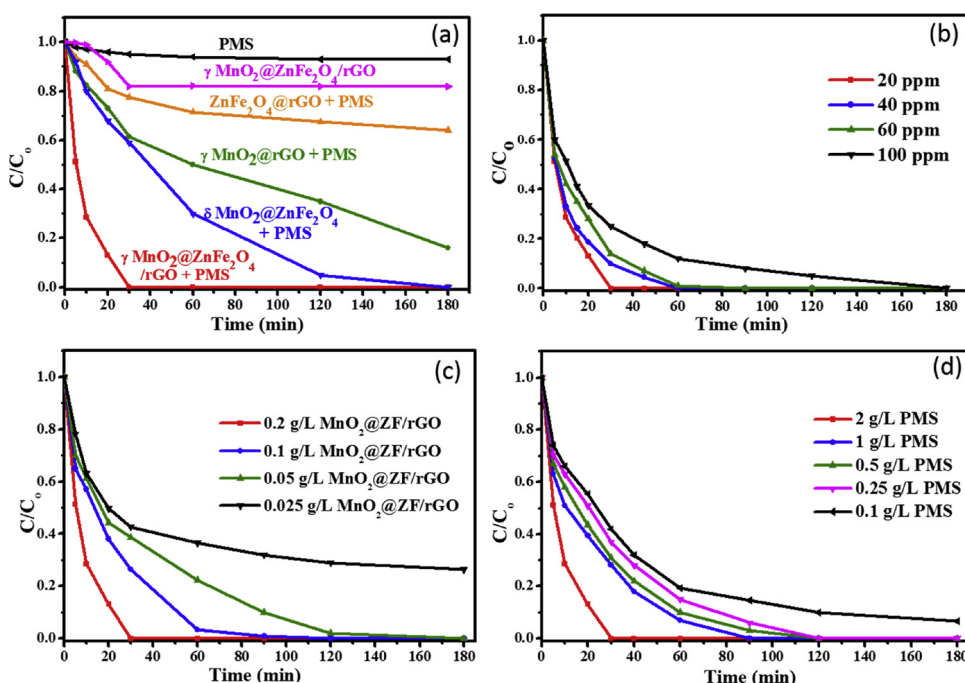 (a)
PMS
γ MnO₂@ZnFe₂O₄/rGO
ZnFe₂O₄@rGO + PMS
γ MnO₂@rGO + PMS
δ MnO₂@ZnFe₂O₄
+ PMS
γ MnO₂@ZnFe₂O₄
/rGO + PMS
C/Cₒ
1.0
0.8
0.6
0.4
0.2
0.0
0 20 40 60 80 100 120 140 160 180
Time (min)
(b)
20 ppm
40 ppm
60 ppm
100 ppm
C/Cₒ
1.0
0.8
0.6
0.4
0.2
0.0
0 20 40 60 80 100 120 140 160 180
Time (min)
(c)
0.2 g/L MnO₂@ZF/rGO
0.1 g/L MnO₂@ZF/rGO
0.05 g/L MnO₂@ZF/rGO
0.025 g/L MnO₂@ZF/rGO
C/Cₒ
1.0
0.8
0.6
0.4
0.2
0.0
0 20 40 60 80 100 120 140 160 180
Time (min)
(d)
2 g/L PMS
1 g/L PMS
0.5 g/L PMS
0.25 g/L PMS
0.1 g/L PMS
C/Cₒ
1.0
0.8
0.6
0.4
0.2
0.0
0 20 40 60 80 100 120 140 160 180
Time (min)